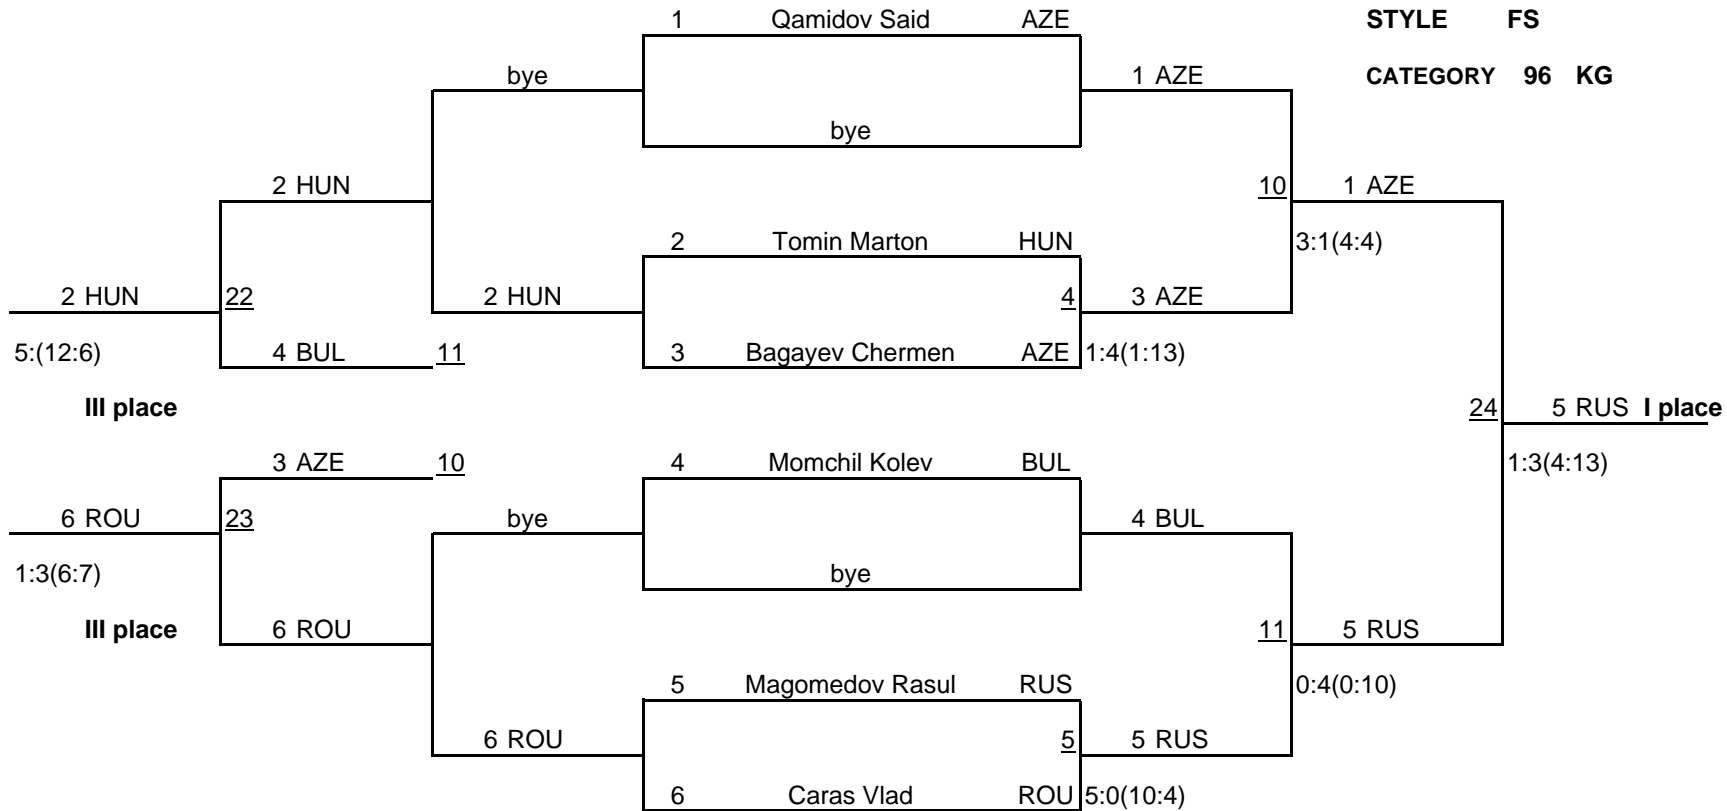 1 Qamidov Said AZE STYLE FS
bye 1 AZE CATEGORY 96 KG
bye
2 HUN 10 1 AZE
2 Tomin Marton HUN 3:1(4:4)
2 HUN 22 2 HUN 4 3 AZE
5:(12:6) 4 BUL 11 3 Bagayev Chermen AZE 1:4(1:13)
III place 24 5 RUS I place
3 AZE 10 4 Momchil Kolev BUL 1:3(4:13)
6 ROU 23 bye 4 BUL
1:3(6:7) bye
III place 6 ROU 11 5 RUS
5 Magomedov Rasul RUS 0:4(0:10)
6 ROU 5 5 RUS
6 Caras Vlad ROU 5:0(10:4)